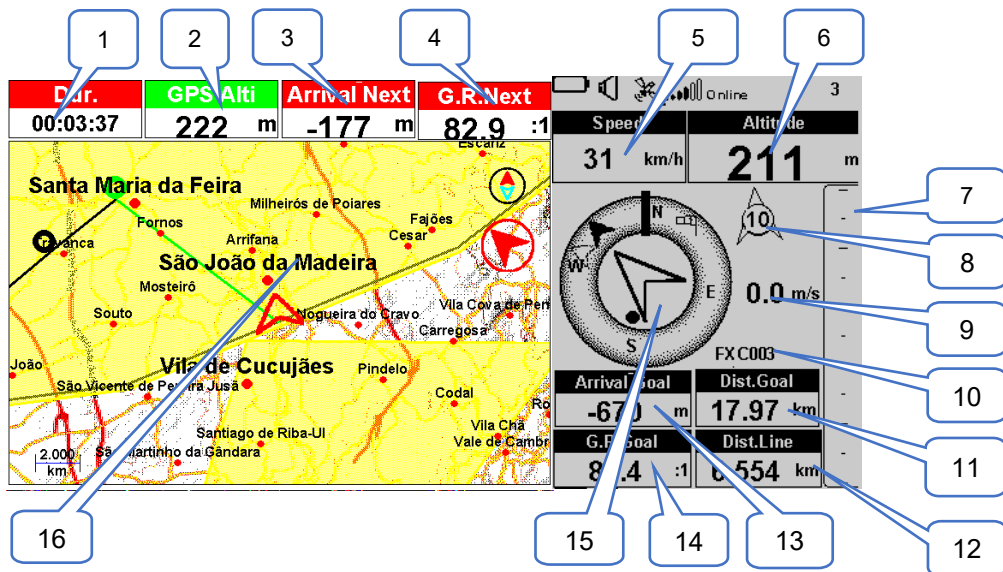 1 2 3 4 5 6
Dur. GPS Alti Arrival Next G.R.Next
00:03:37 222 m -177 m 82.9 :1
Online 3
Speed Altitude
31 km/h 211 m
Escariz
Santa Maria da Feira
Milheirós de Poiares
Fornos
Fajões
Cesar
Arrifana
São João da Madeira
Mosteirô
Souto
Nogueira do Cravo
Vila Cova de
Carregosa
João
Vila de Cucujães
Pindelo
São Vicente de Pereira Jusã
Codal
Santiago de Riba-UI
Vila Chã
Vale de Cambr
São Martinho da Gândara
2.000
km
N
W
E
S
10
0.0 m/s
FX C003
Arrival Goal Dist.Goal
m 17.97 km
G.R.Goal Dist.Line
:1 6.554 km
7
8
9
10
11
12
16 15 14 13